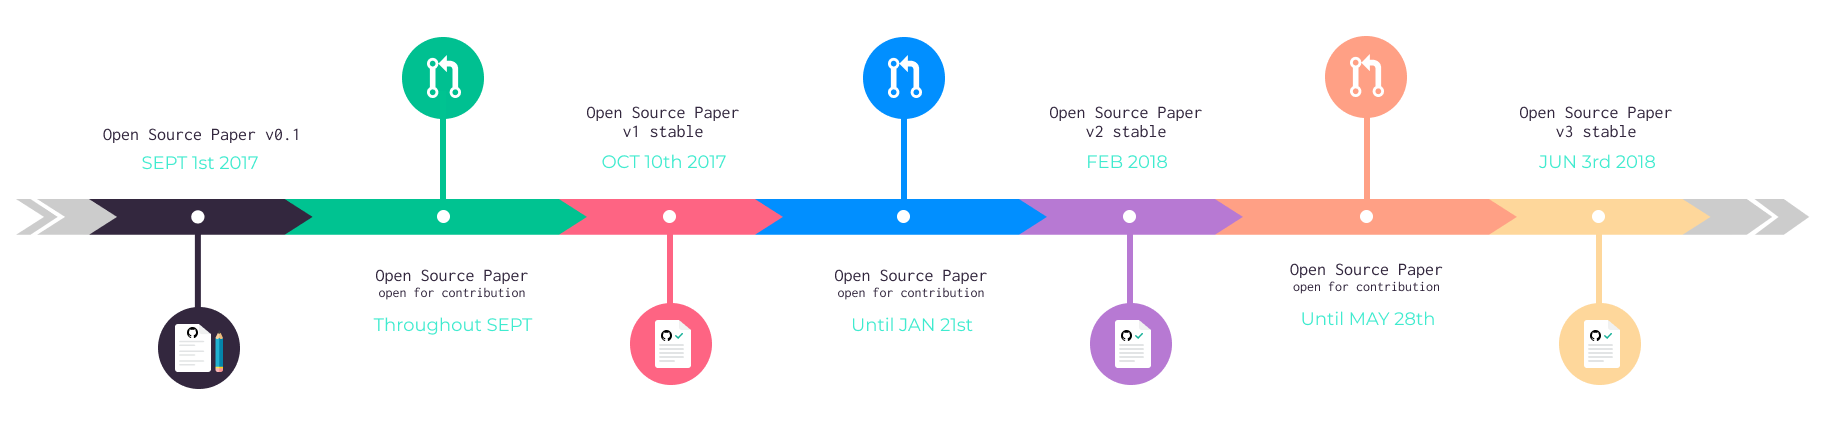 Open Source Paper v0.1
SEPT 1st 2017
Open Source Paper
open for contribution
Throughout SEPT
Open Source Paper
v1 stable
OCT 10th 2017
Open Source Paper
open for contribution
Until JAN 21st
Open Source Paper
v2 stable
FEB 2018
Open Source Paper
open for contribution
Until MAY 28th
Open Source Paper
v3 stable
JUN 3rd 2018